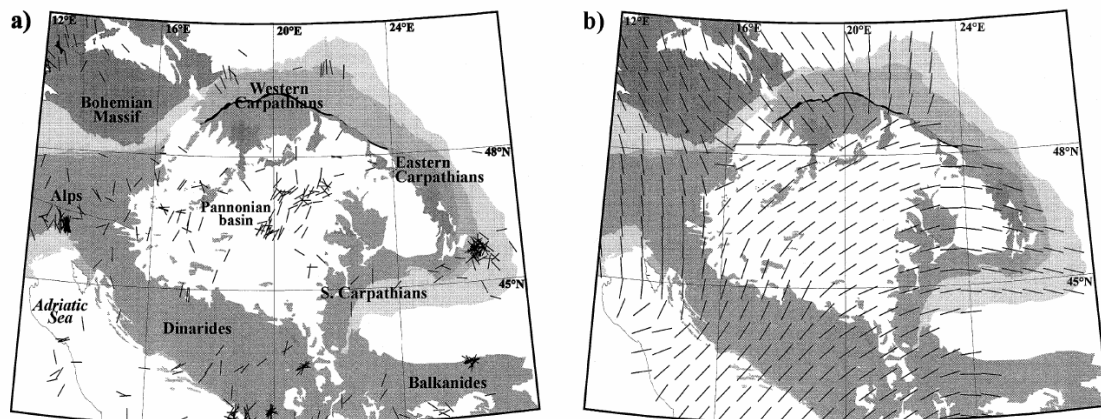 a)
12°E
16°E
20°E
24°E
Western
Carpathians
Bohemian
Massif
48°N
Eastern
Carpathians
Alps
Pannonian
basin
45°N
S. Carpathians
Adriatic
Sea
Dinarides
Balkanides
b)
12°E
16°E
20°E
24°E
48°N
45°N